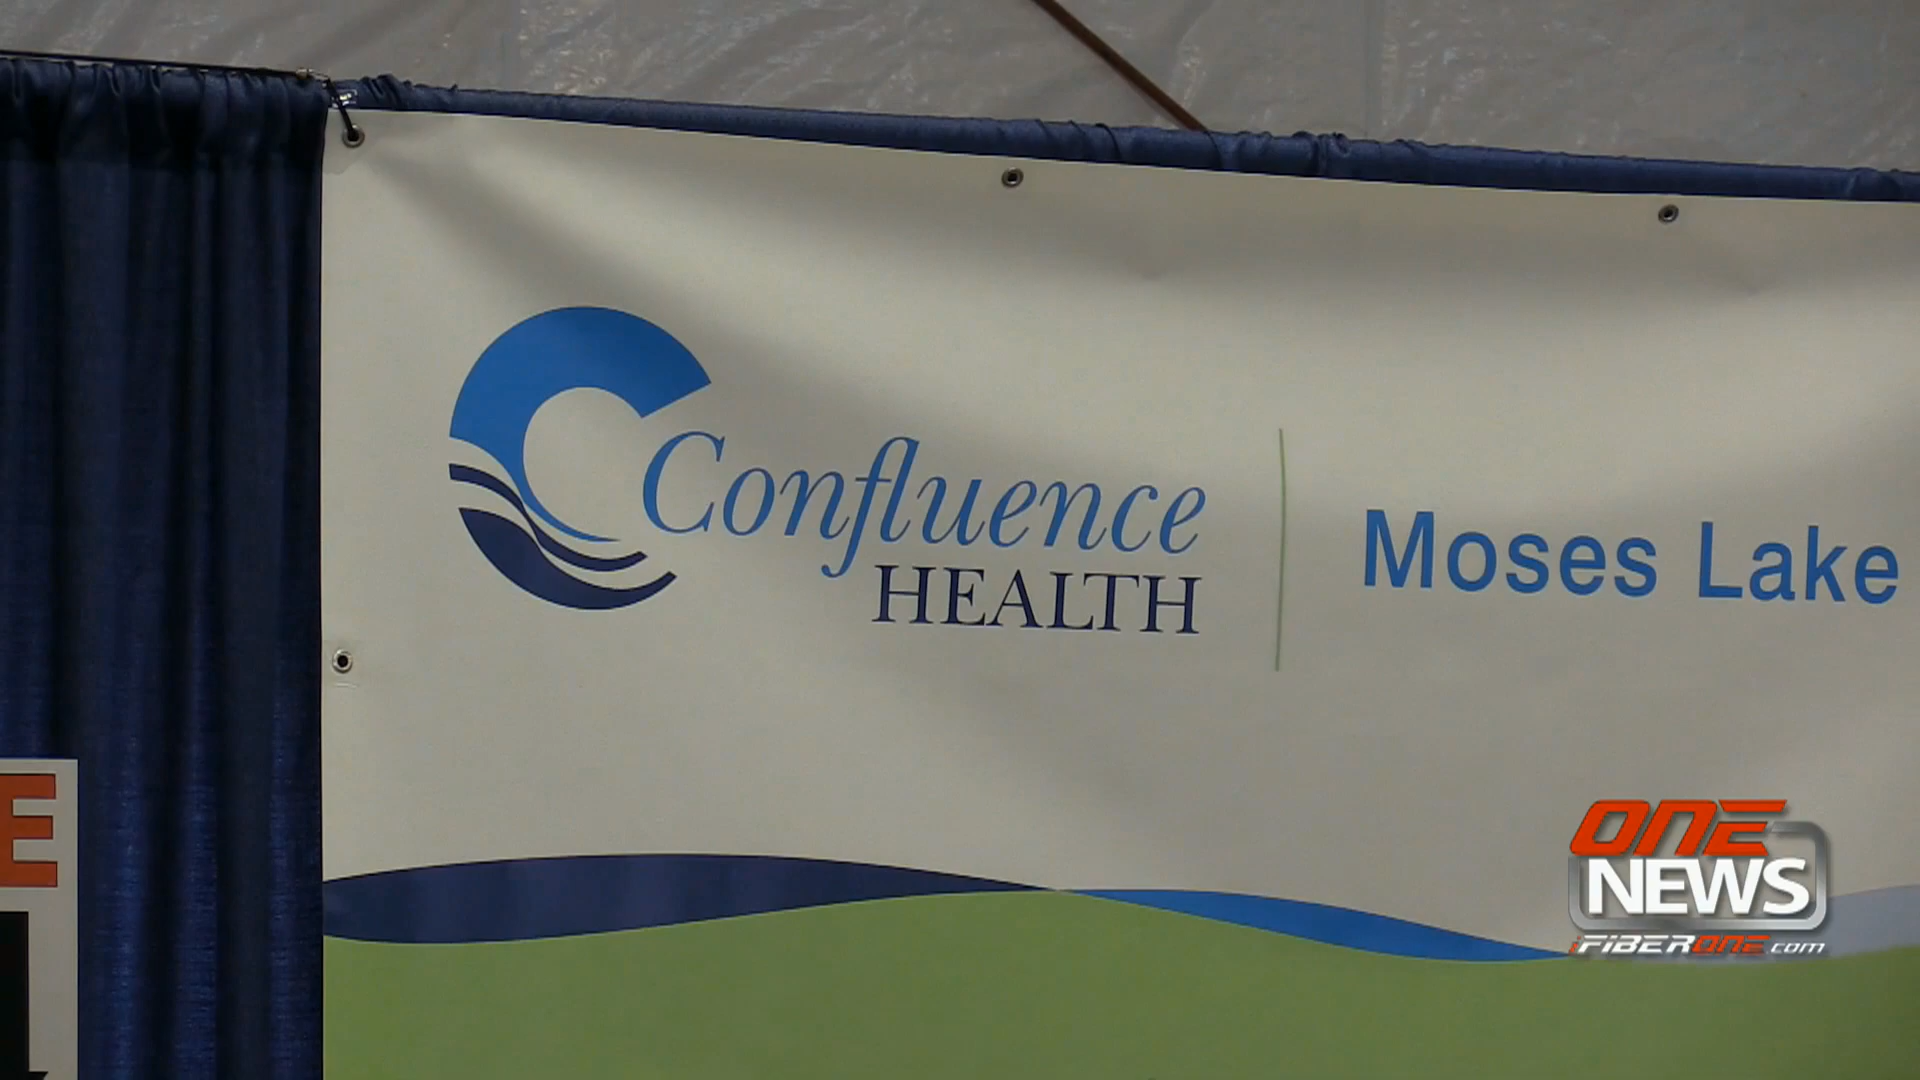 Confluence
HEALTH
Moses Lake
E
ONE
NEWS
iFIBERONE.com